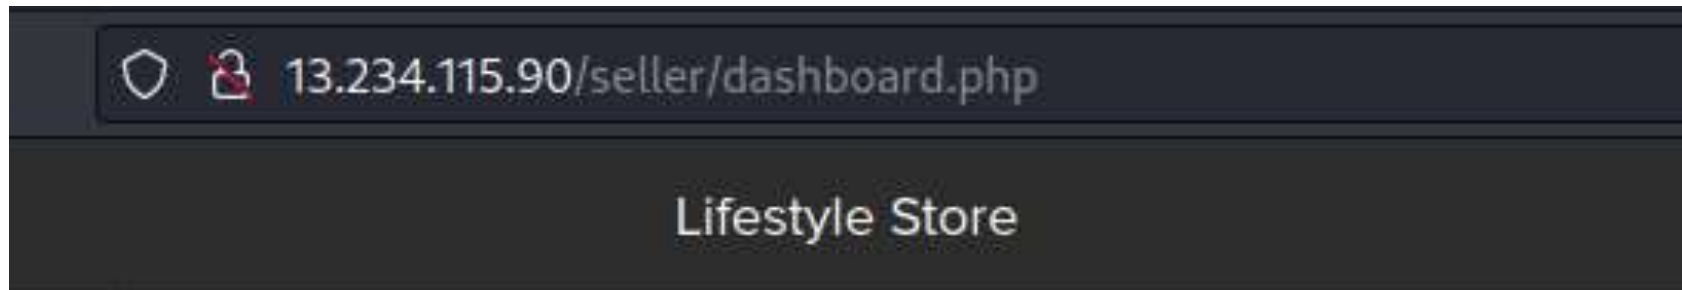 13.234.115.90/seller/dashboard.php
Lifestyle Store